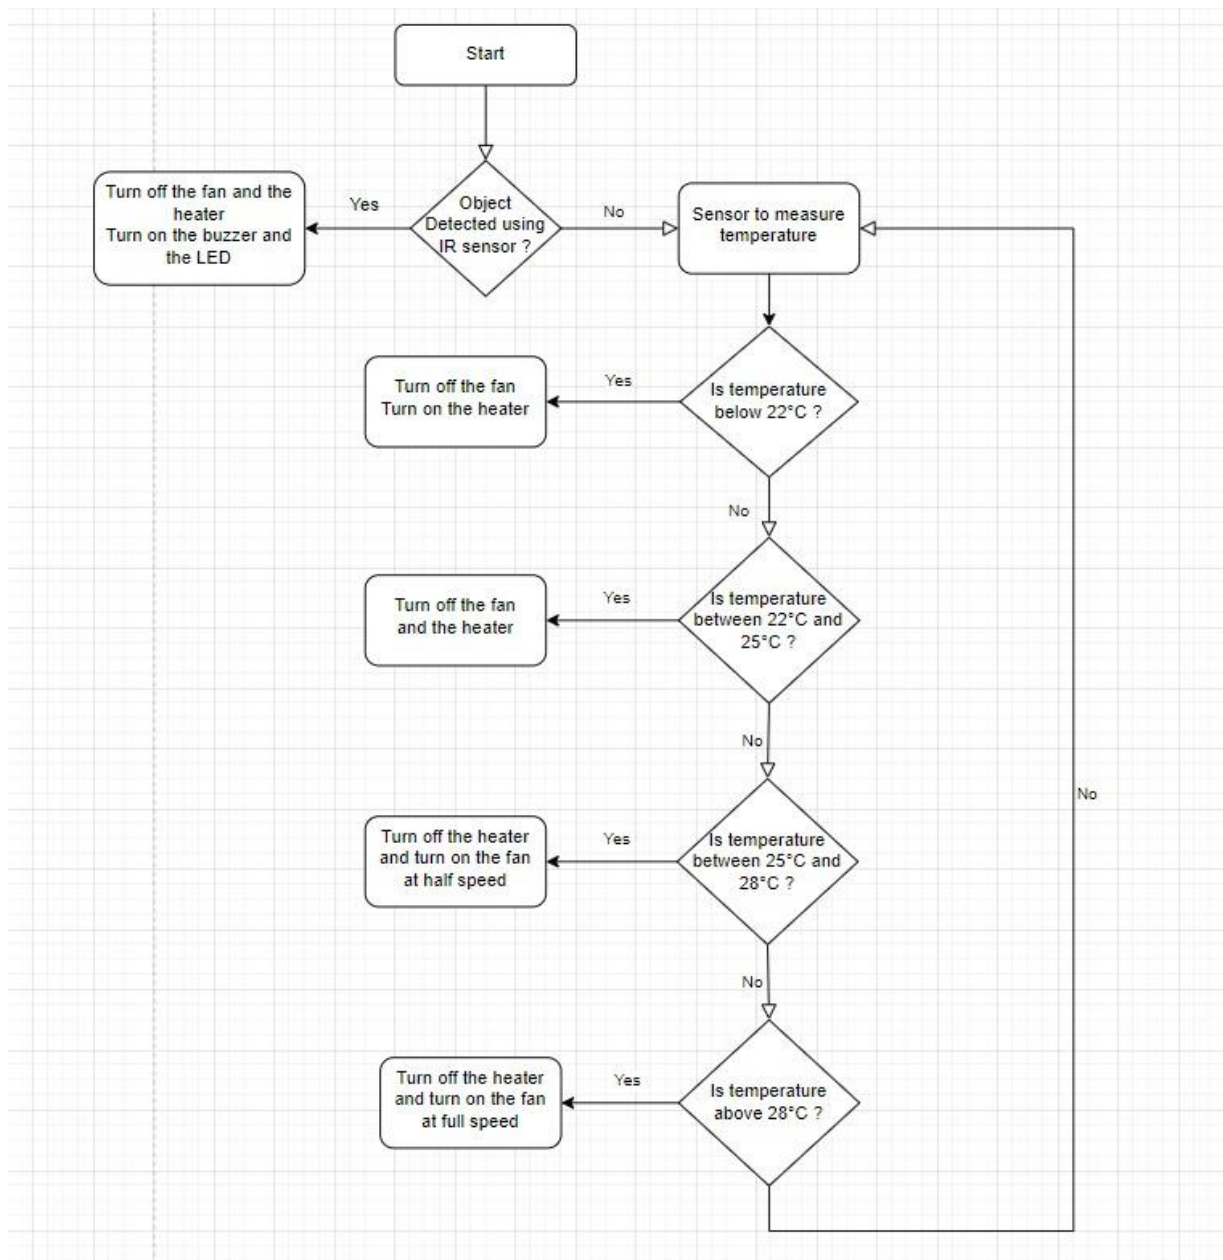 Start
Turn off the fan and the
heater
Turn on the buzzer and
the LED
Yes
Object
Detected using
IR sensor ?
No
Sensor to measure
temperature
Turn off the fan
Turn on the heater
Yes
Is temperature
below 22°C ?
No
Turn off the fan
and the heater
Yes
Is temperature
between 22°C and
25°C ?
No
Turn off the heater
and turn on the fan
at half speed
Yes
Is temperature
between 25°C and
28°C ?
No
No
Turn off the heater
and turn on the fan
at full speed
Yes
Is temperature
above 28°C ?